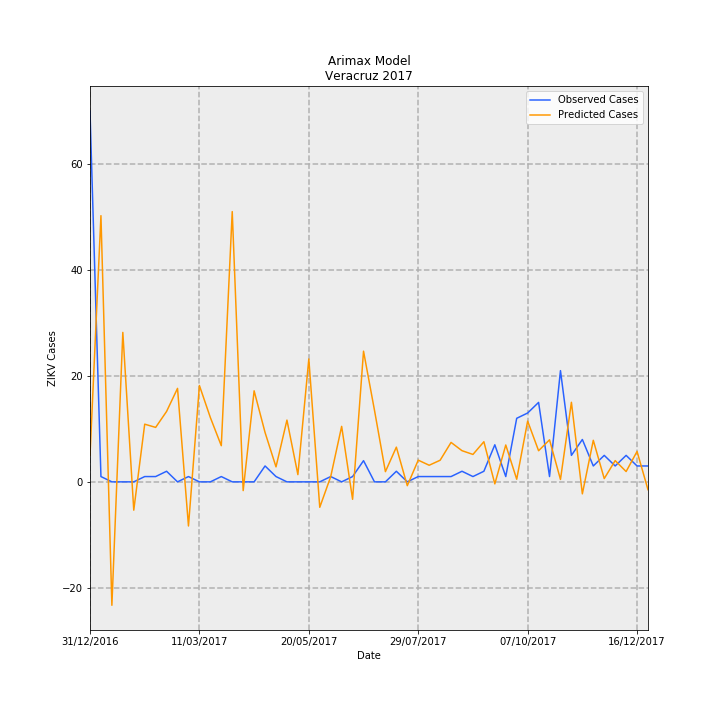 Arimax Model
Veracruz 2017
Observed Cases
Predicted Cases
60
40
20
0
−20
ZIKV Cases
31/12/2016
11/03/2017
20/05/2017
29/07/2017
07/10/2017
16/12/2017
Date